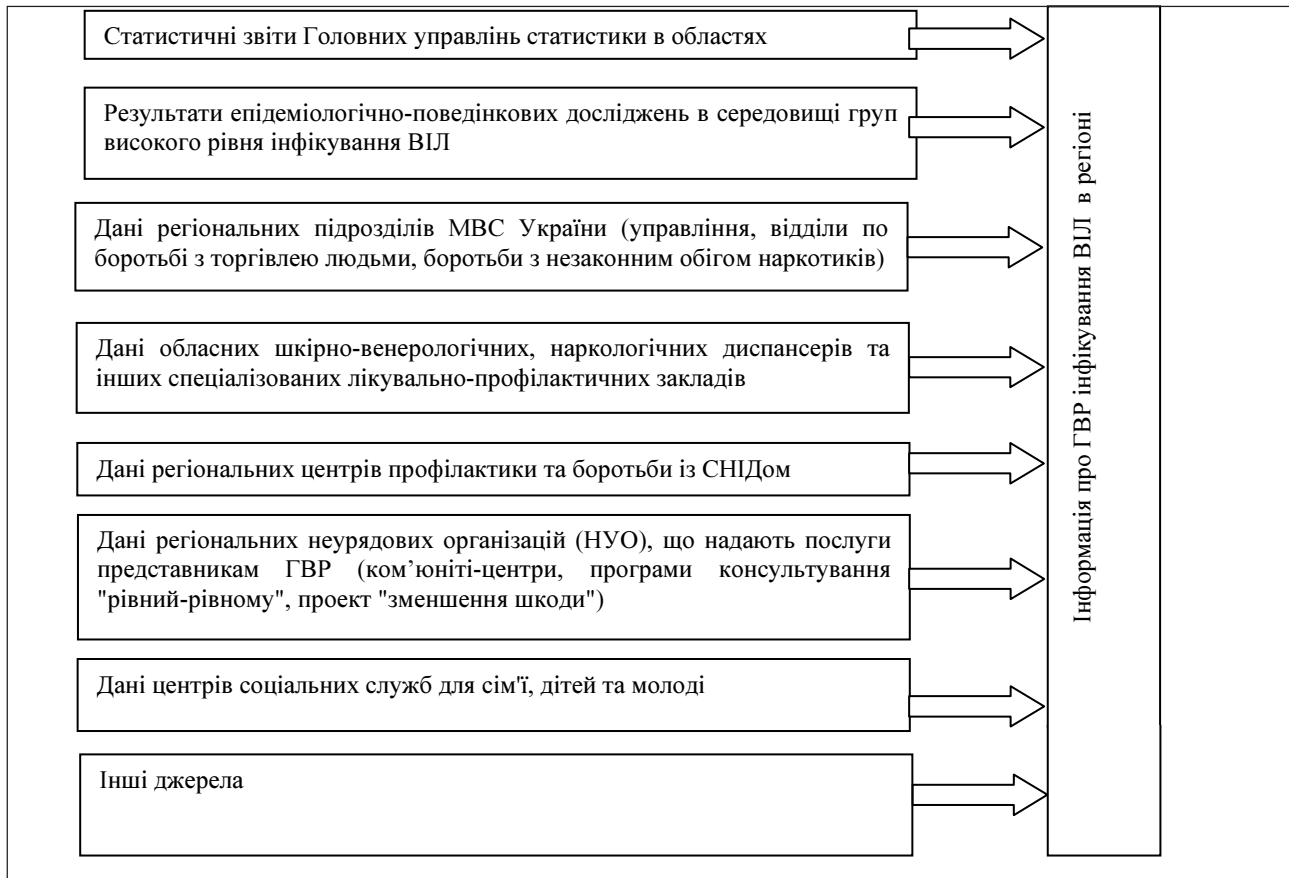 Статистичні звіти Головних управлінь статистики в областях
Результати епідеміологічно-поведінкових досліджень в середовищі груп
високого рівня інфікування ВІЛ
Дані регіональних підрозділів МВС України (управління, відділи по
боротьбі з торгівлею людьми, боротьби з незаконним обігом наркотиків)
Дані обласних шкірно-венерологічних, наркологічних диспансерів та
інших спеціалізованих лікувально-профілактичних закладів
Дані регіональних центрів профілактики та боротьби із СНІДом
Дані регіональних неурядових організацій (НУО), що надають послуги
представникам ГВР (ком’юніті-центри, програми консультування
"рівний-рівному", проект "зменшення шкоди")
Дані центрів соціальних служб для сім'ї, дітей та молоді
Інші джерела
Інформація про ГВР інфікування ВІЛ в регіоні